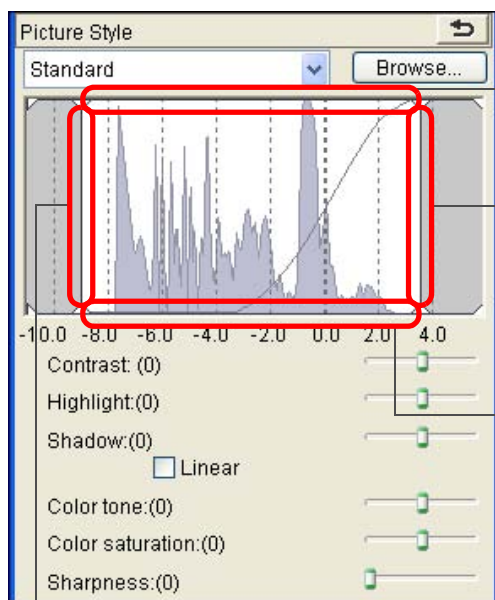 Picture Style
Standard
Browse...
-10.0 -8.0 -6.0 -4.0 -2.0 0.0 2.0 4.0
Contrast: (0)
Highlight:(0)
Shadow:(0)
Linear
Color tone:(0)
Color saturation:(0)
Sharpness:(0)